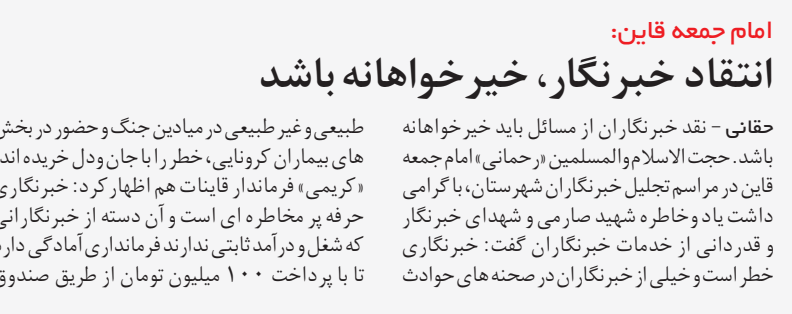 امام جمعه قاین:
انتقاد خبرنگار، خیرخواهانه باشد
حقانی - نقد خبرنگاران از مسائل باید خیرخواهانه
باشد. حجت الاسلام والمسلمین «رحمانی» امام جمعه
قاین در مراسم تجلیل خبرنگاران شهرستان، با گرامی
داشت یاد وخاطره شهید صارمی و شهدای خبرنگار
و قدردانی از خدمات خبرنگاران گفت: خبرنگاری
خطر است و خیلی از خبرنگاران در صحنه های حوادث
طبیعی و غیر طبیعی در میادین جنگ و حضور در بخش
های بیماران کرونایی، خطر را با جان ودل خریده اند
«کریمی» فرماندار قاینات هم اظهار کرد: خبرنگاری
حرفه پر مخاطره ای است و آن دسته از خبرنگارانی
که شغل و درآمد ثابتی ندارند فرمانداری آمادگی
تا با پرداخت ۱۰۰ میلیون تومان از طریق صندوق